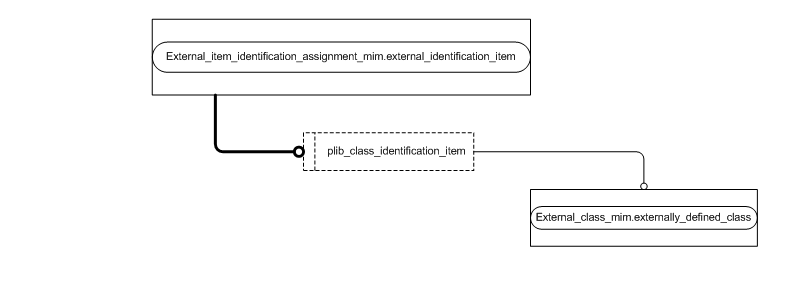 External_item_identification_assignment_mim.external_identification_item
plib_class_identification_item
External_class_mim.externally_defined_class